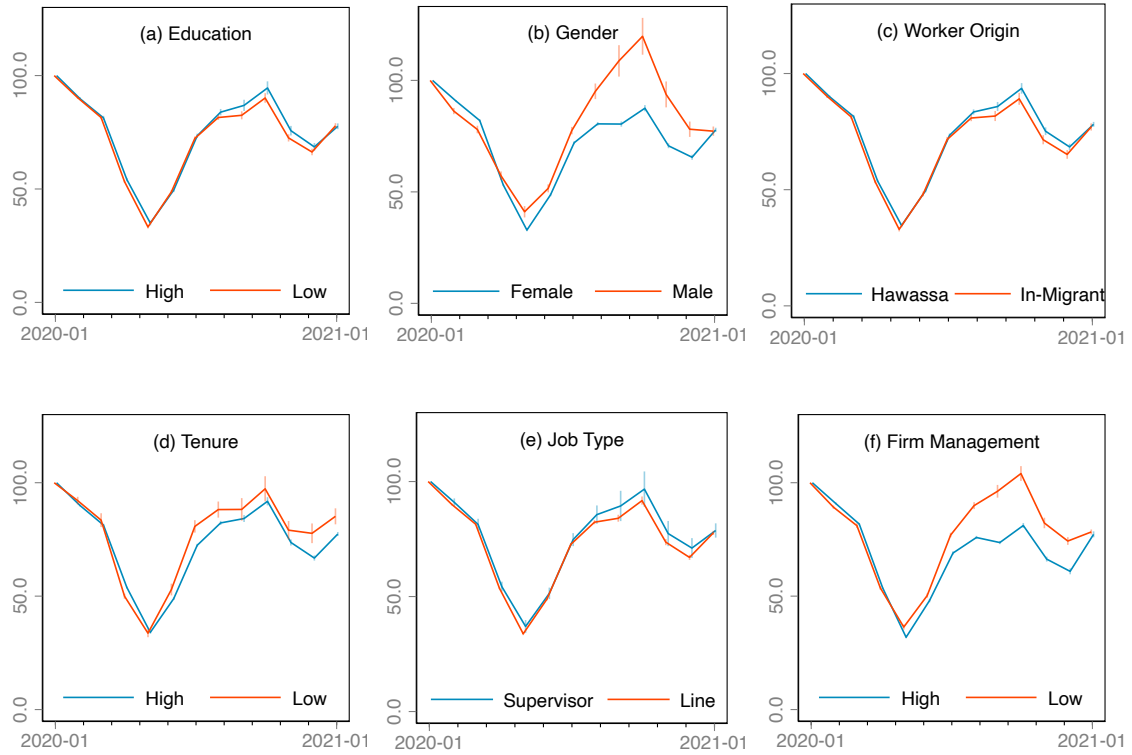 (a) Education
100.0
50.0
0.0
High
Low
2020-01
2021-01
(b) Gender
100.0
50.0
0.0
Female
Male
2020-01
2021-01
(c) Worker Origin
100.0
50.0
0.0
Hawassa
In-Migrant
2020-01
2021-01
(d) Tenure
100.0
50.0
0.0
High
Low
2020-01
2021-01
(e) Job Type
100.0
50.0
0.0
Supervisor
Line
2020-01
2021-01
(f) Firm Management
100.0
50.0
0.0
High
Low
2020-01
2021-01